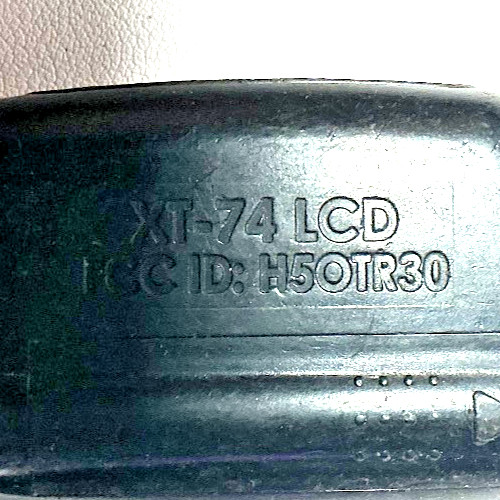 XT-74 LCD
FCC ID: H5OTR30